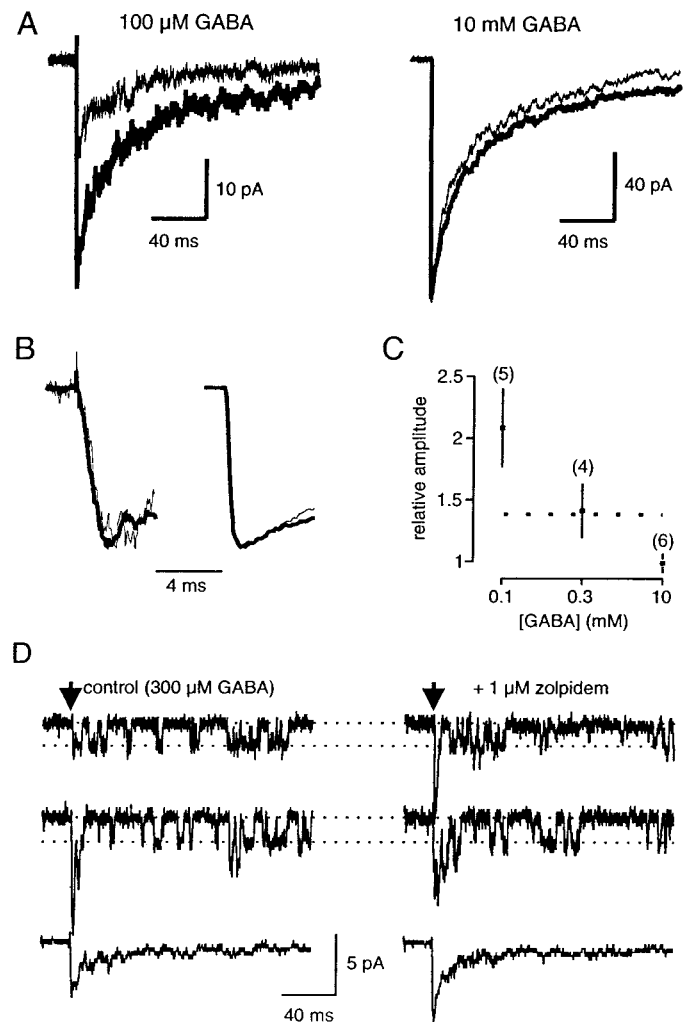 A
100 µM GABA
10 mM GABA
10 pA
40 ms
40 pA
40 ms
B
4 ms
C
relative amplitude
2.5
2
1.5
1
(5)
(4)
(6)
0.1
0.3
10
[GABA] (mM)
D
control (300 µM GABA)
+ 1 µM zolpidem
5 pA
40 ms